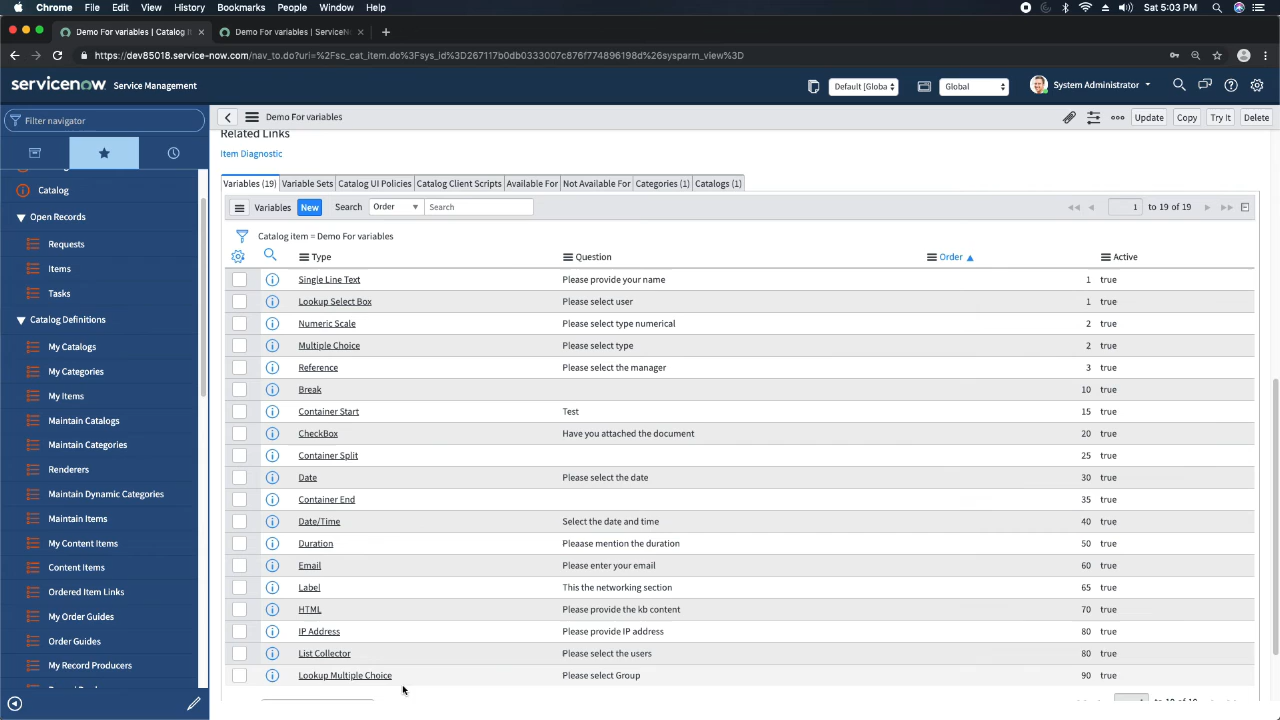 Chrome File Edit View History Bookmarks People Window Help Sat 5:03 PM
Demo For variables | Catalog I
Demo For variables | ServiceN
https://dev85018.service-now.com/nav_to.do?uri=%2Fsc_cat_item.do%3Fsys_id%3D267117b0db0333007c876f774896198d%26sysparm_view%3D
servicenow Service Management
Default [Globa
Global
System Administrator
Filter navigator
Demo For variables
Update Copy Try It Delete
Related Links
Item Diagnostic
Catalog
Open Records
Requests
Items
Tasks
Catalog Definitions
My Catalogs
My Categories
My Items
Maintain Catalogs
Maintain Categories
Renderers
Maintain Dynamic Categories
Maintain Items
My Content Items
Content Items
Ordered Item Links
My Order Guides
Order Guides
My Record Producers
Variables (19) Variable Sets Catalog UI Policies Catalog Client Scripts Available For Not Available For Categories (1) Catalogs (1)
Variables New Search Order Search 1 to 19 of 19
Catalog item = Demo For variables
Type Question Order Active
Single Line Text Please provide your name 1 true
Lookup Select Box Please select user 1 true
Numeric Scale Please select type numerical 2 true
Multiple Choice Please select type 2 true
Reference Please select the manager 3 true
Break 10 true
Container Start Test 15 true
CheckBox Have you attached the document 20 true
Container Split 25 true
Date Please select the date 30 true
Container End 35 true
Date/Time Select the date and time 40 true
Duration Pleaase mention the duration 50 true
Email Please enter your email 60 true
Label This the networking section 65 true
HTML Please provide the kb content 70 true
IP Address Please provide IP address 80 true
List Collector Please select the users 80 true
Lookup Multiple Choice Please select Group 90 true